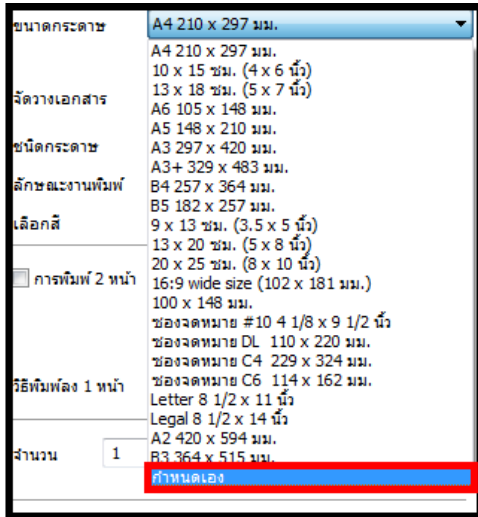 ขนาดกระดาษ
A4 210 x 297 มม.
A4 210 x 297 มม.
10 x 15 ซม. (4 x 6 นิ้ว)
13 x 18 ซม. (5 x 7 นิ้ว)
จัดวางเอกสาร
A6 105 x 148 มม.
A5 148 x 210 มม.
ชนิดกระดาษ
A3 297 x 420 มม.
A3+ 329 x 483 มม.
ลักษณะงานพิมพ์
B4 257 x 364 มม.
B5 182 x 257 มม.
เลือกสี
9 x 13 ซม. (3.5 x 5 นิ้ว)
13 x 20 ซม. (5 x 8 นิ้ว)
20 x 25 ซม. (8 x 10 นิ้ว)
การพิมพ์ 2 หน้า
16:9 wide size (102 x 181 มม.)
100 x 148 มม.
ซองจดหมาย #10 4 1/8 x 9 1/2 นิ้ว
ซองจดหมาย DL 110 x 220 มม.
ซองจดหมาย C4 229 x 324 มม.
ซองจดหมาย C6 114 x 162 มม.
วิธีพิมพ์ลง 1 หน้า
Letter 8 1/2 x 11 นิ้ว
Legal 8 1/2 x 14 นิ้ว
A2 420 x 594 มม.
จำนวน 1
B3 364 x 515 มม.
กำหนดเอง